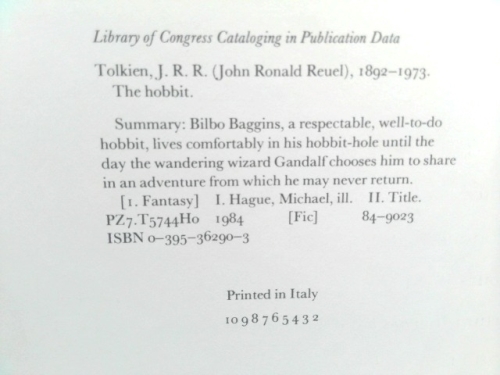 Library of Congress Cataloging in Publication Data
Tolkien, J. R. R. (John Ronald Reuel), 1892–1973.
The hobbit.
Summary: Bilbo Baggins, a respectable, well-to-do
hobbit, lives comfortably in his hobbit-hole until the
day the wandering wizard Gandalf chooses him to share
in an adventure from which he may never return.
[1. Fantasy] I. Hague, Michael, ill. II. Title.
PZ7.T5744Ho 1984 [Fic] 84–9023
ISBN 0–395–36290–3
Printed in Italy
10 9 8 7 6 5 4 3 2